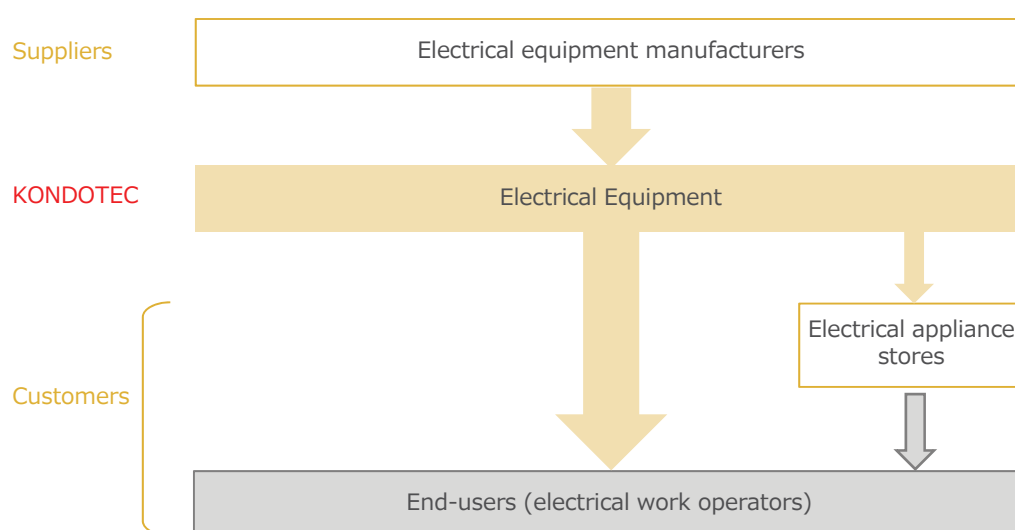 Suppliers
Electrical equipment manufacturers
KONDOTEC
Electrical Equipment
Electrical appliance
stores
Customers
End-users (electrical work operators)